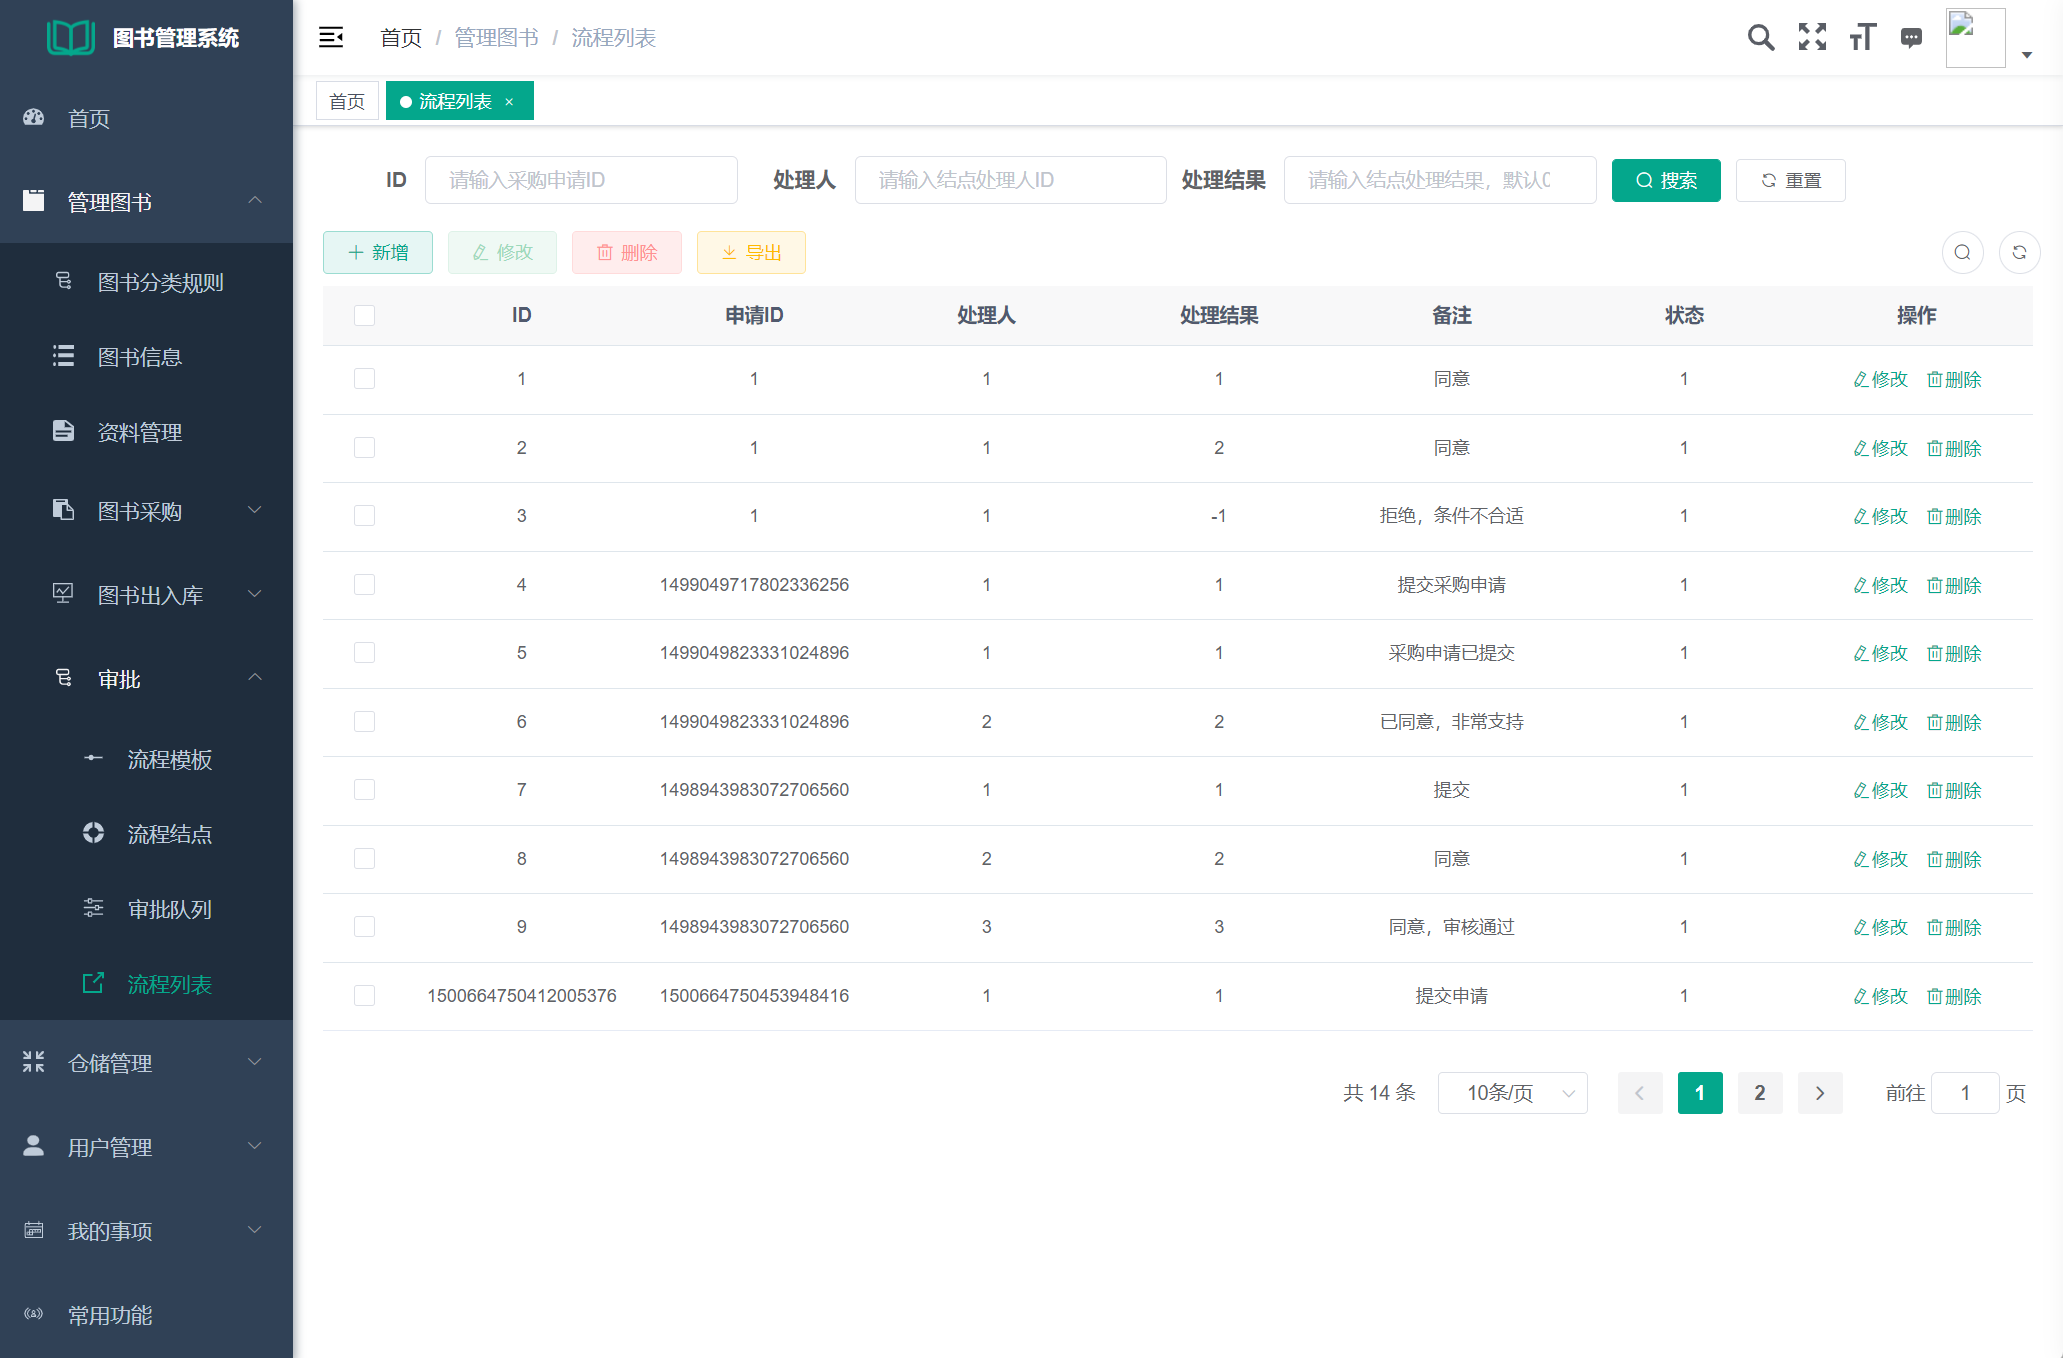 图书管理系统
首页
管理图书
图书分类规则
图书信息
资料管理
图书采购
图书出入库
审批
流程模板
流程结点
审批队列
流程列表
仓储管理
用户管理
我的事项
常用功能
首页 / 管理图书 / 流程列表
首页 流程列表 ×
ID 请输入采购申请ID 处理人 请输入结点处理人ID 处理结果 请输入结点处理结果，默认0 搜索 重置
新增 修改 删除 导出
ID 申请ID 处理人 处理结果 备注 状态 操作
1 1 1 1 同意 1 修改 删除
2 1 1 2 同意 1 修改 删除
3 1 1 -1 拒绝，条件不合适 1 修改 删除
4 1499049717802336256 1 1 提交采购申请 1 修改 删除
5 1499049823331024896 1 1 采购申请已提交 1 修改 删除
6 1499049823331024896 2 2 已同意，非常支持 1 修改 删除
7 1498943983072706560 1 1 提交 1 修改 删除
8 1498943983072706560 2 2 同意 1 修改 删除
9 1498943983072706560 3 3 同意，审核通过 1 修改 删除
1500664750412005376 1500664750453948416 1 1 提交申请 1 修改 删除
共 14 条 10条/页 1 2 前往 1 页